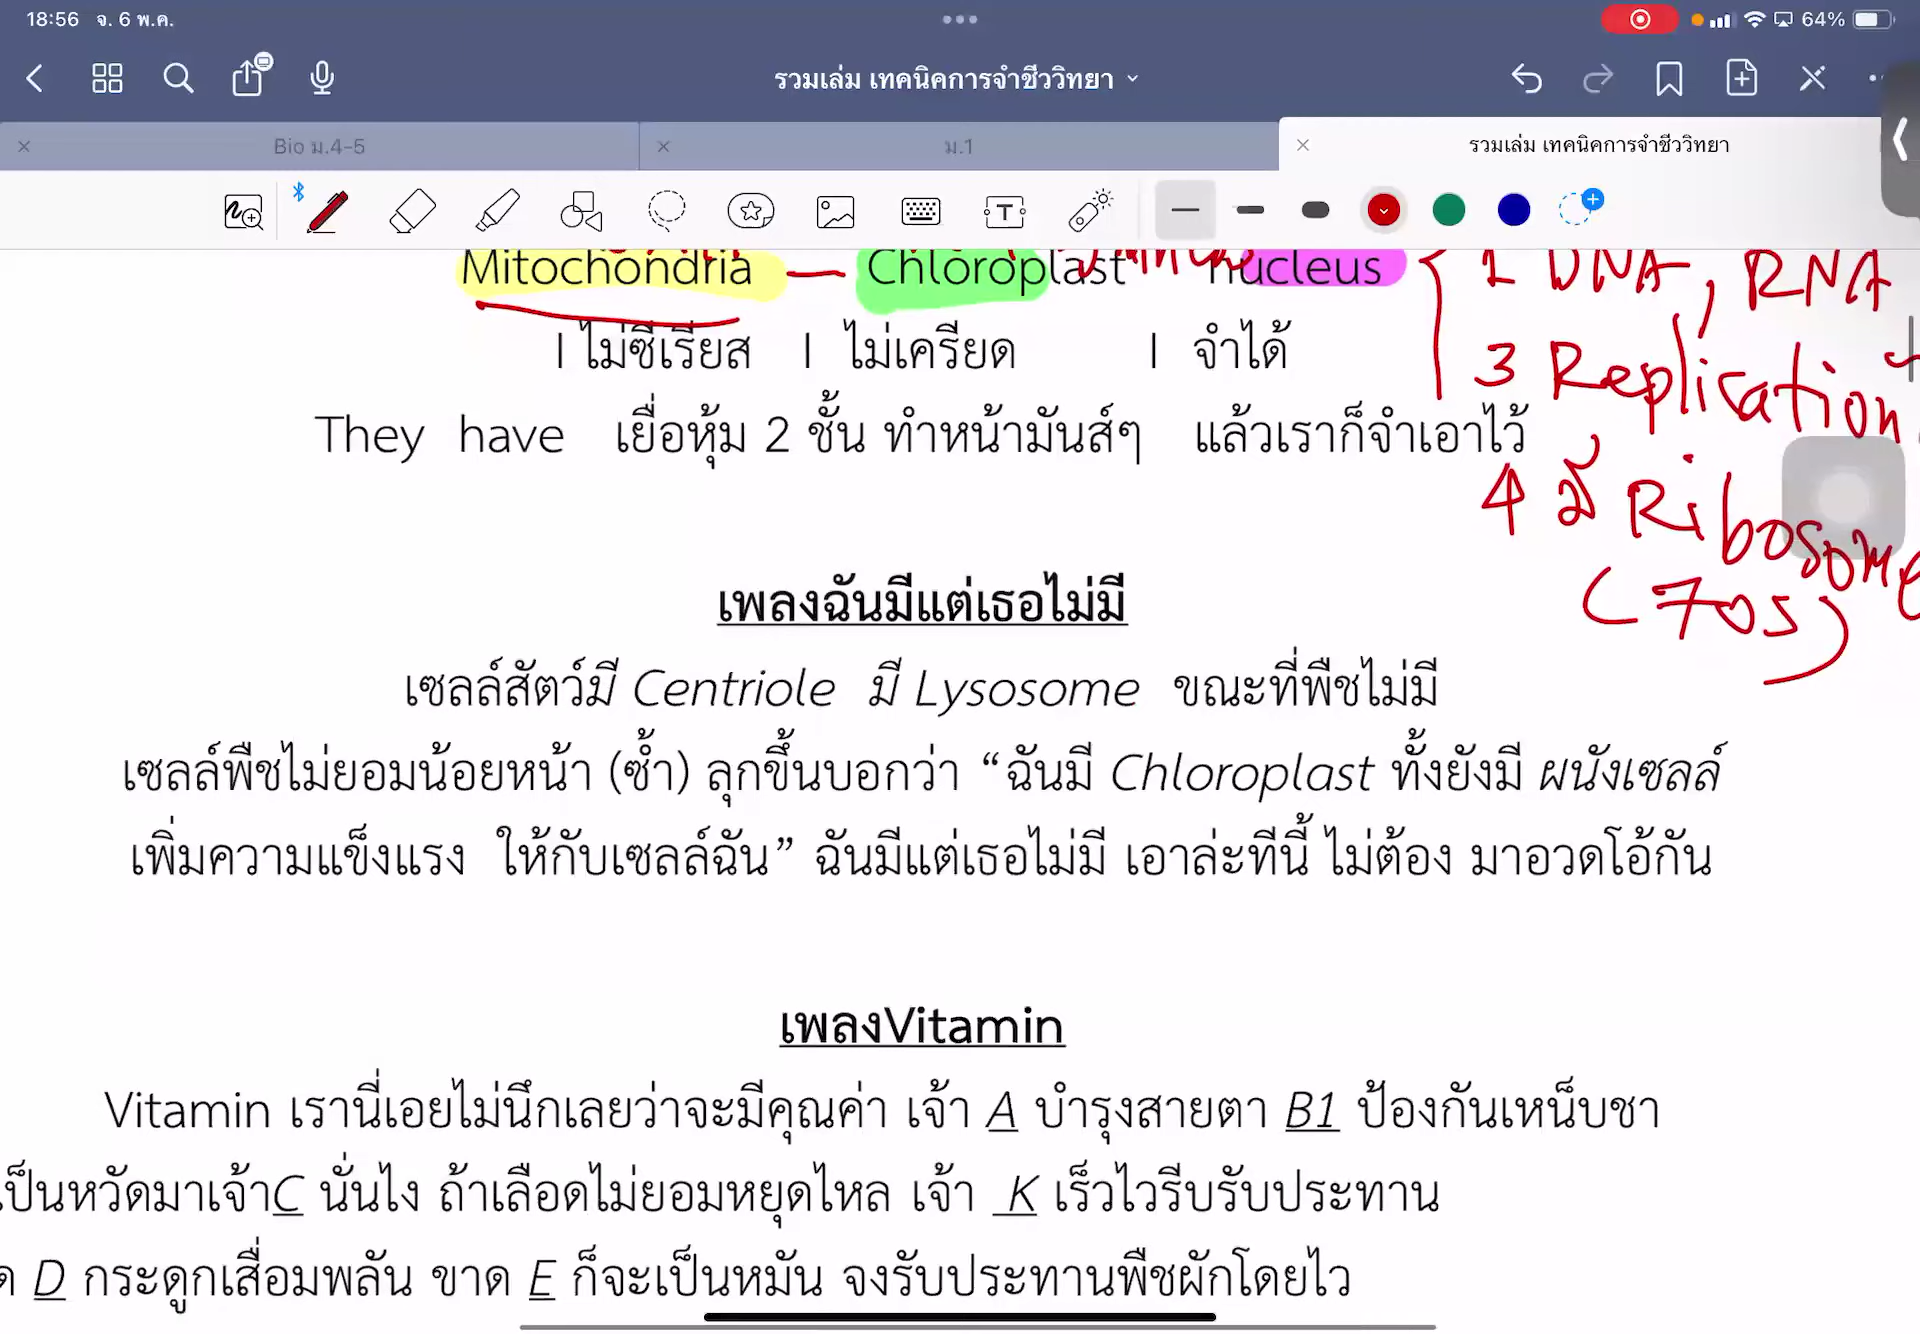 18:56 จ. 6 พ.ค.
64%
รวมเล่ม เทคนิคการจำชีววิทยา
Bio ม.4-5
ม.1
รวมเล่ม เทคนิคการจำชีววิทยา
Mitochondria — Chloroplast nucleus
1 DNA, RNA
I ไม่ซีเรียส I ไม่เครียด I จำได้
3 Replication
They have เยื่อหุ้ม 2 ชั้น ทำหน้ามันส์ๆ แล้วเราก็จำเอาไว้
4 มี Ribosome
(70S)
เพลงฉันมีแต่เธอไม่มี
เซลล์สัตว์มี Centriole มี Lysosome ขณะที่พืชไม่มี
เซลล์พืชไม่ยอมน้อยหน้า (ซ้ำ) ลุกขึ้นบอกว่า “ฉันมี Chloroplast ทั้งยังมี ผนังเซลล์
เพิ่มความแข็งแรง ให้กับเซลล์ฉัน” ฉันมีแต่เธอไม่มี เอาล่ะทีนี้ ไม่ต้อง มาอวดโอ้กัน
เพลงVitamin
Vitamin เรานี่เอยไม่นึกเลยว่าจะมีคุณค่า เจ้า A บำรุงสายตา B1 ป้องกันเหน็บชา
เป็นหวัดมาเจ้าC นั่นไง ถ้าเลือดไม่ยอมหยุดไหล เจ้า K เร็วไวรีบรับประทาน
D กระดูกเสื่อมพลัน ขาด E ก็จะเป็นหมัน จงรับประทานพืชผักโดยไว